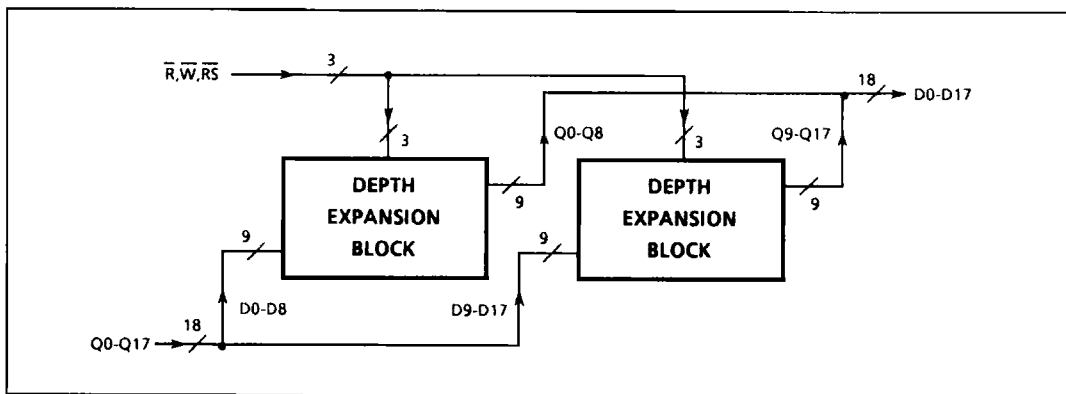 R̅,W̅,R̅S̅
3
3
3
18
D0-D17
Q0-Q8
Q9-Q17
DEPTH
EXPANSION
BLOCK
9
DEPTH
EXPANSION
BLOCK
9
9
9
D0-D8
D9-D17
Q0-Q17
18